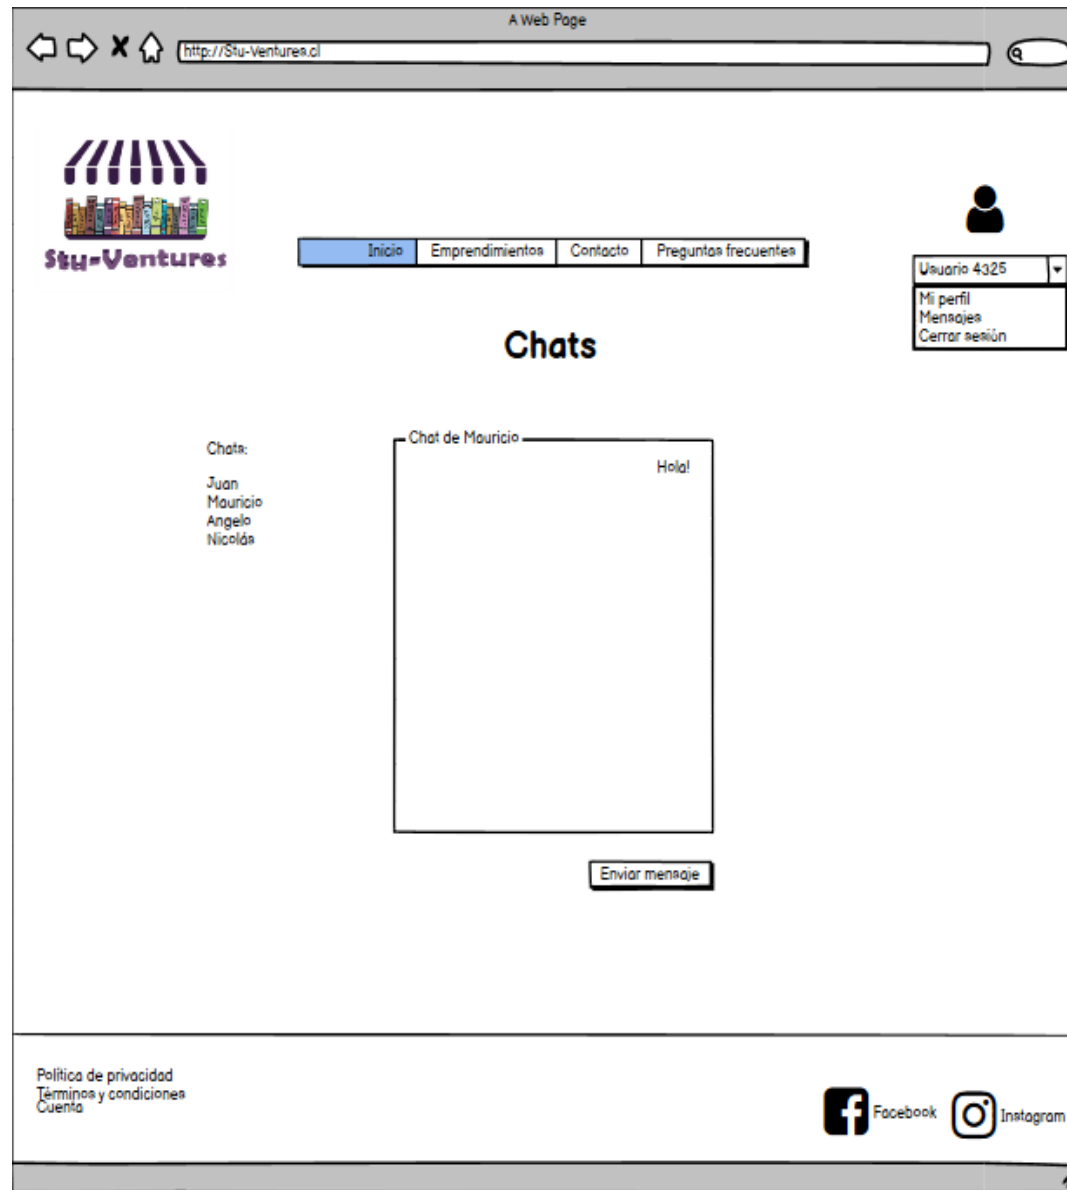 A Web Page
http://Stu-Ventures.cl
Stu-Ventures
Inicio Emprendimientos Contacto Preguntas frecuentes
Usuario 4325
Mi perfil
Mensajes
Cerrar sesión
Chats
Chats:
Juan
Mauricio
Angelo
Nicolás
Chat de Mauricio
Hola!
Enviar mensaje
Política de privacidad
Términos y condiciones
Cuenta
Facebook
Instagram